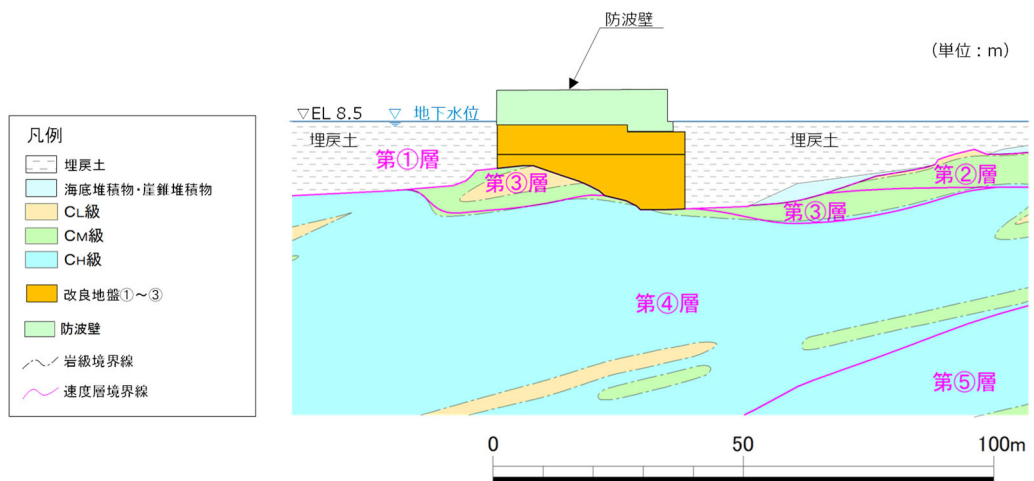 防波壁
(単位：m)
▽EL 8.5
▽ 地下水位
埋戻土
埋戻土
第①層
第③層
第②層
第③層
第④層
第⑤層
凡例
埋戻土
海底堆積物・崖錐堆積物
CL級
CM級
CH級
改良地盤①～③
防波壁
岩級境界線
速度層境界線
0
50
100m